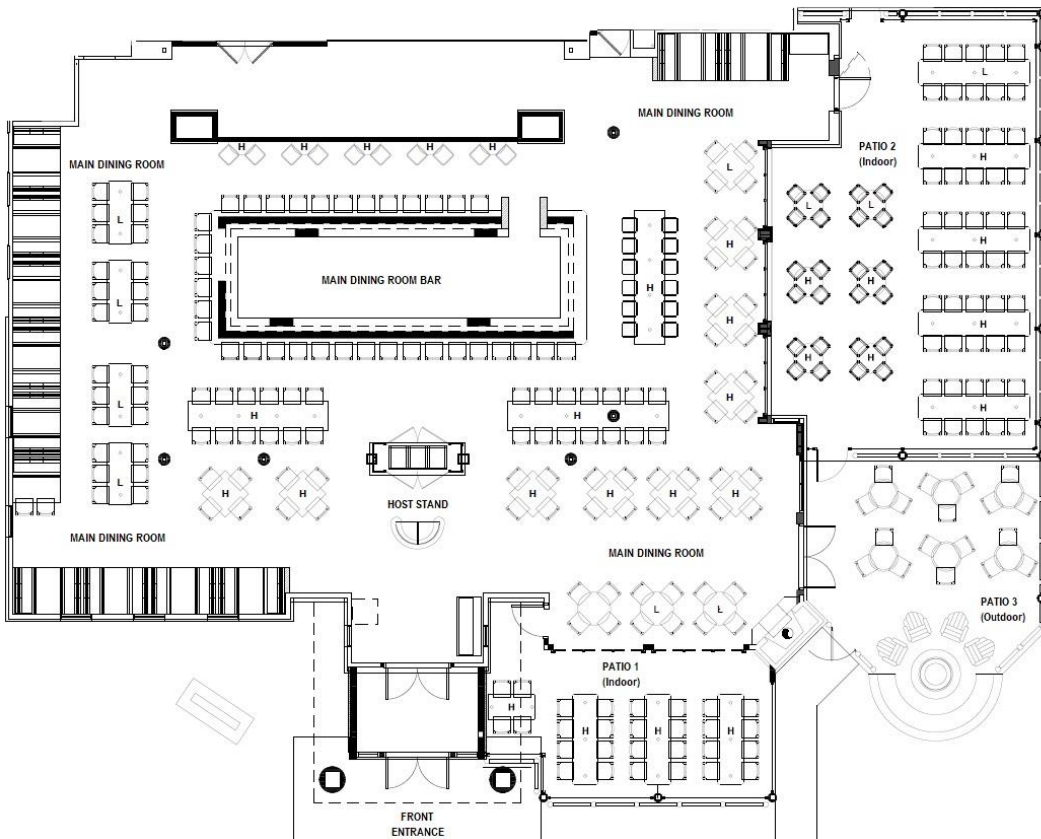 L
MAIN DINING ROOM
H
H
H
H
H
PATIO 2
(Indoor)
H
MAIN DINING ROOM
L
L
L
L
H
H
MAIN DINING ROOM BAR
L
H
H
H
H
H
H
H
L
H
H
H
H
L
H
H
H
H
H
H
HOST STAND
MAIN DINING ROOM
MAIN DINING ROOM
PATIO 3
(Outdoor)
L
L
PATIO 1
(Indoor)
H
H
H
H
FRONT
ENTRANCE